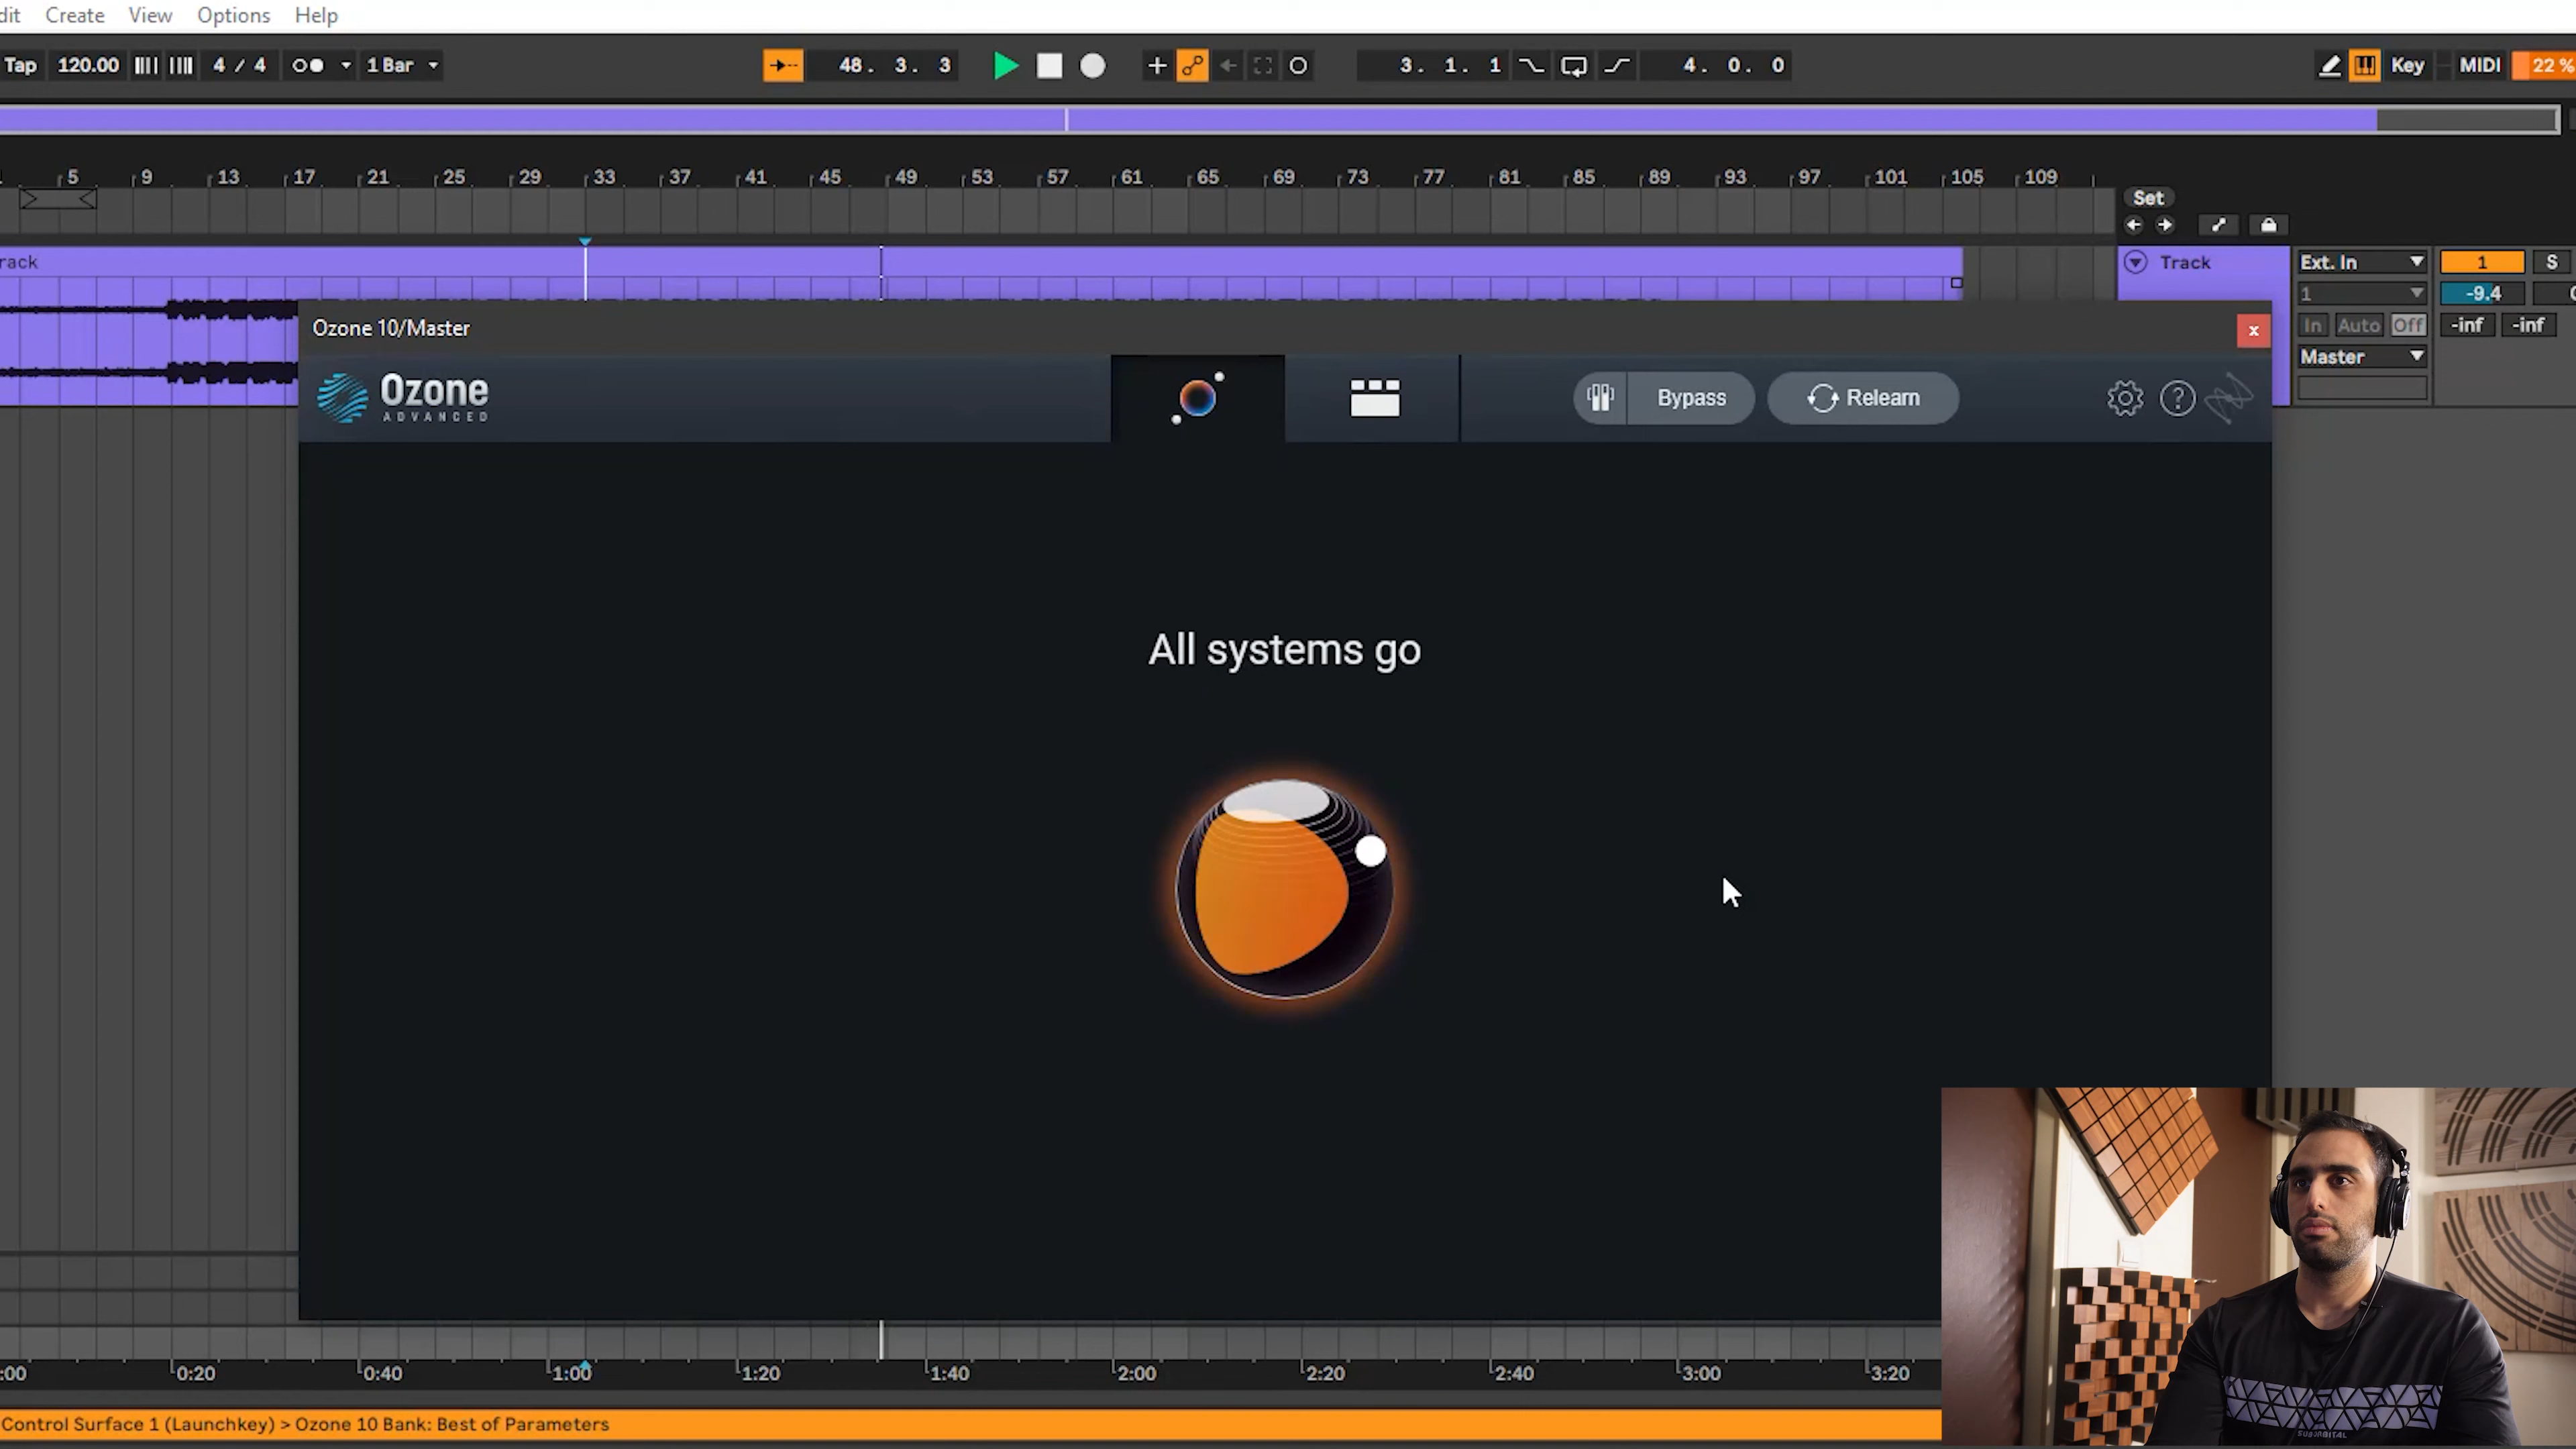 dit Create View Options Help
Tap 120.00 4 / 4 1 Bar 48. 3. 3 3. 1. 1 4. 0. 0 Key MIDI 22 %
5 9 13 17 21 25 29 33 37 41 45 49 53 57 61 65 69 73 77 81 85 89 93 97 101 105 109
Set
rack
Track Ext. In 1 S
1 -9.4
In Auto Off -inf -inf
Master
Ozone 10/Master x
Ozone
ADVANCED
Bypass Relearn ?
All systems go
:00 0:20 0:40 1:00 1:20 1:40 2:00 2:20 2:40 3:00 3:20
Control Surface 1 (Launchkey) > Ozone 10 Bank: Best of Parameters
SUBORBITAL